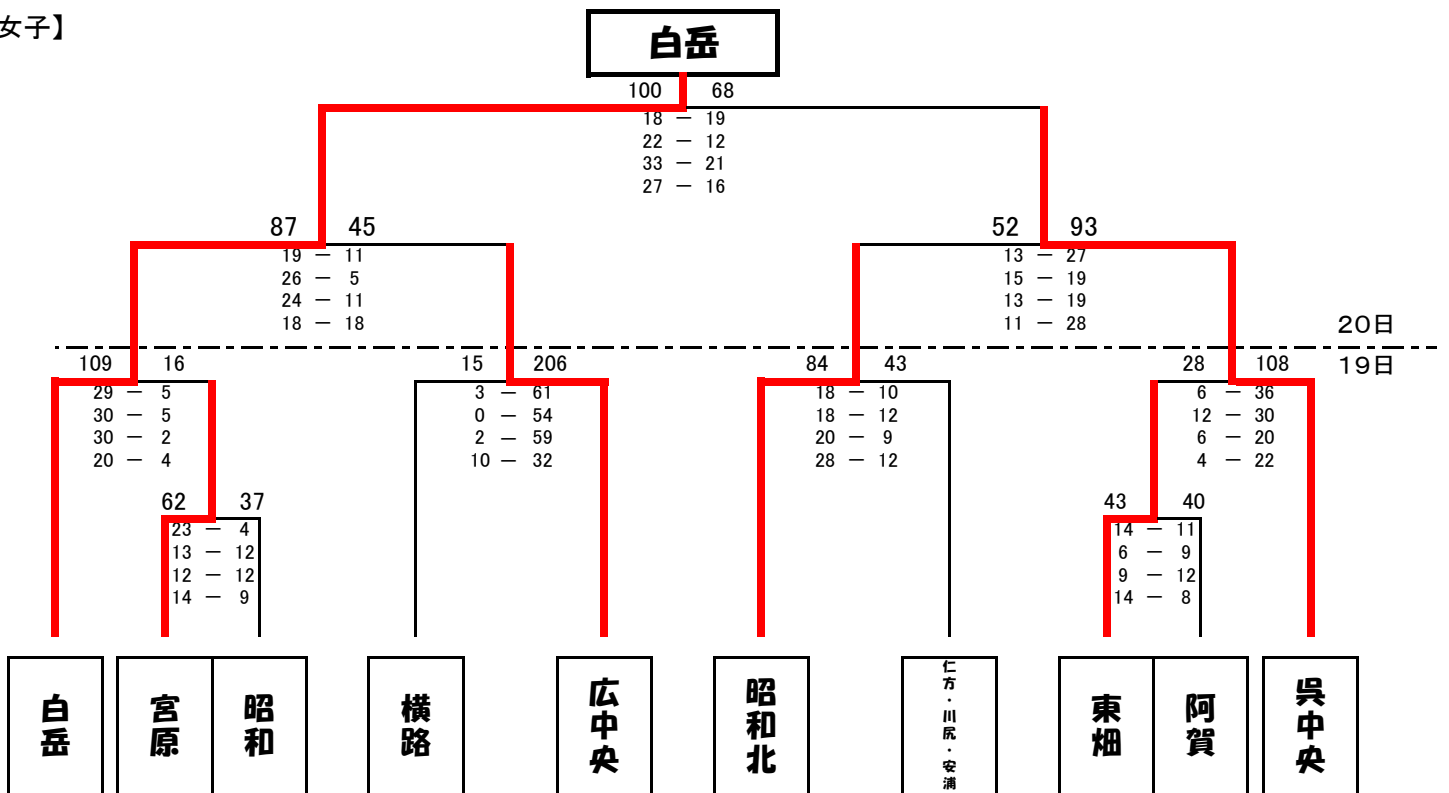 女子】
白岳
100 68
18 － 19
22 － 12
33 － 21
27 － 16
87 45
19 － 11
26 － 5
24 － 11
18 － 18
52 93
13 － 27
15 － 19
13 － 19
11 － 28
20日
19日
109 16
29 － 5
30 － 5
30 － 2
20 － 4
15 206
3 － 61
0 － 54
2 － 59
10 － 32
84 43
18 － 10
18 － 12
20 － 9
28 － 12
28 108
6 － 36
12 － 30
6 － 20
4 － 22
62 37
23 － 4
13 － 12
12 － 12
14 － 9
43 40
14 － 11
6 － 9
9 － 12
14 － 8
白岳
宮原
昭和
横路
広中央
昭和北
仁方・川尻・安浦
東畑
阿賀
呉中央